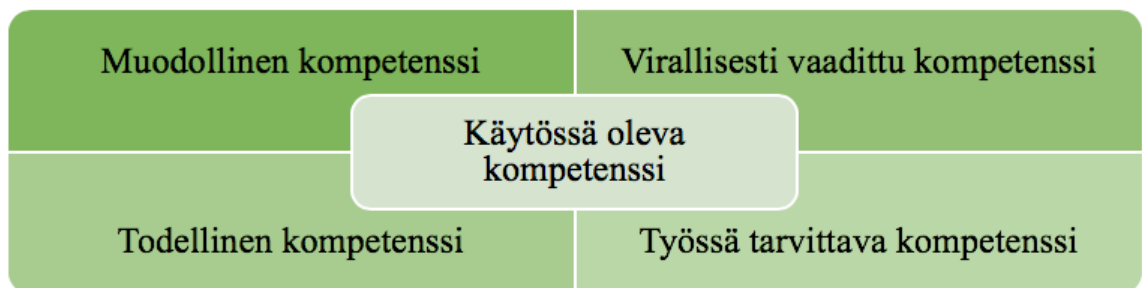 Muodollinen kompetenssi
Virallisesti vaadittu kompetenssi
Käytössä oleva
kompetenssi
Todellinen kompetenssi
Työssä tarvittava kompetenssi